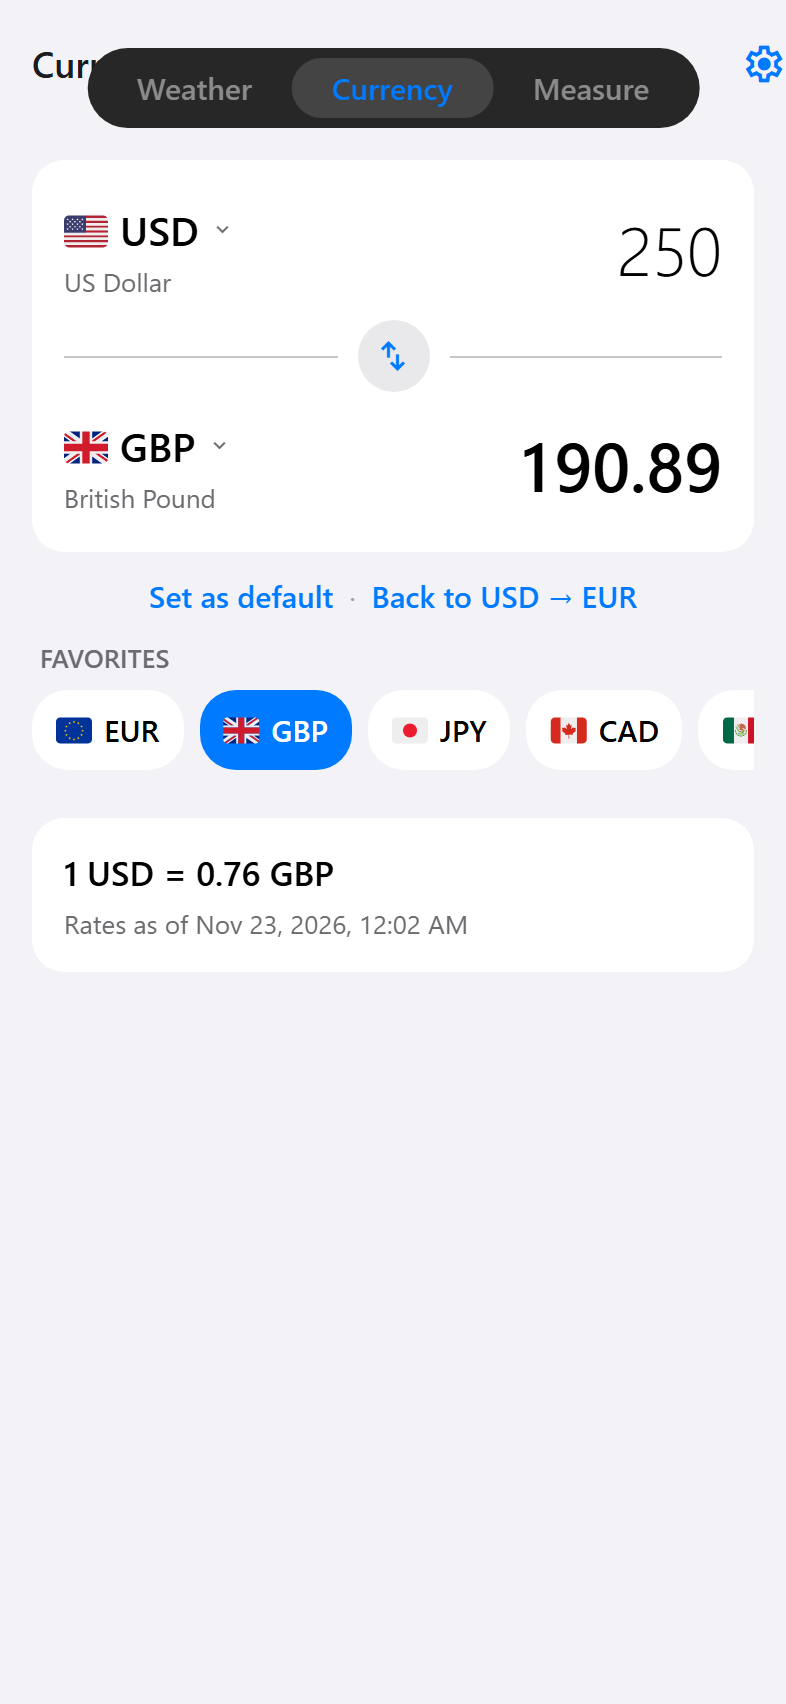 Weather Currency Measure
USD
250
US Dollar
GBP
190.89
British Pound
Set as default · Back to USD → EUR
FAVORITES
EUR GBP JPY CAD
1 USD = 0.76 GBP
Rates as of Nov 23, 2026, 12:02 AM